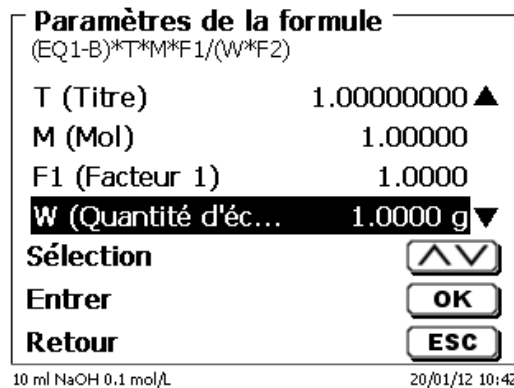 Paramètres de la formule
(EQ1-B)*T*M*F1/(W*F2)
T (Titre) 1.00000000
M (Mol) 1.00000
F1 (Facteur 1) 1.0000
W (Quantité d'éc... 1.0000 g
Sélection
Entrer OK
Retour ESC
10 ml NaOH 0.1 mol/L 20/01/12 10:42